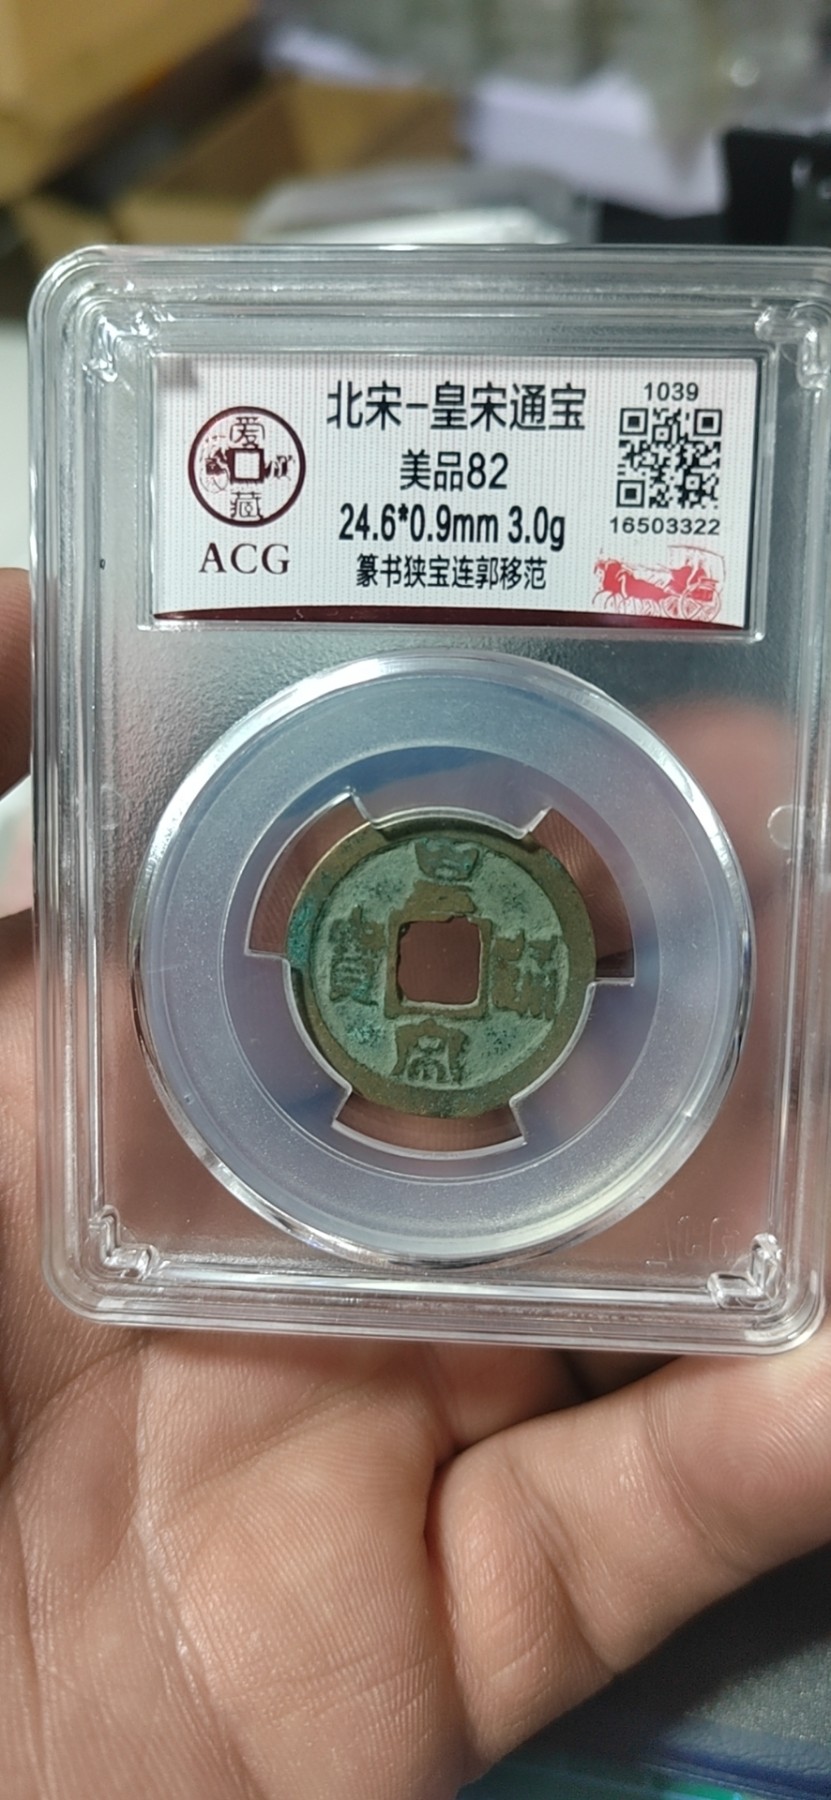 北宋-皇宋通宝
美品82
24.6*0.9mm 3.0g
篆书狭宝连郭移范
1039
16503322
爱藏
ACG
皇宋通寶